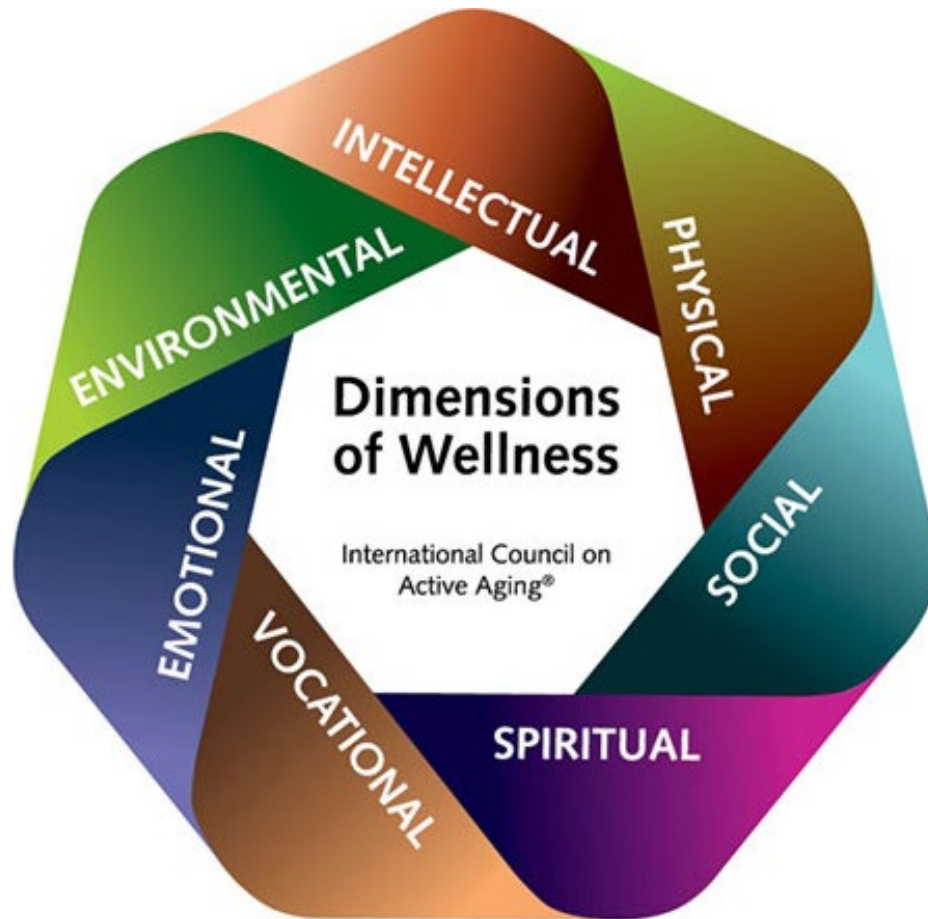 INTELLECTUAL
PHYSICAL
SOCIAL
SPIRITUAL
VOCATIONAL
EMOTIONAL
ENVIRONMENTAL
Dimensions
of Wellness
International Council on
Active Aging®